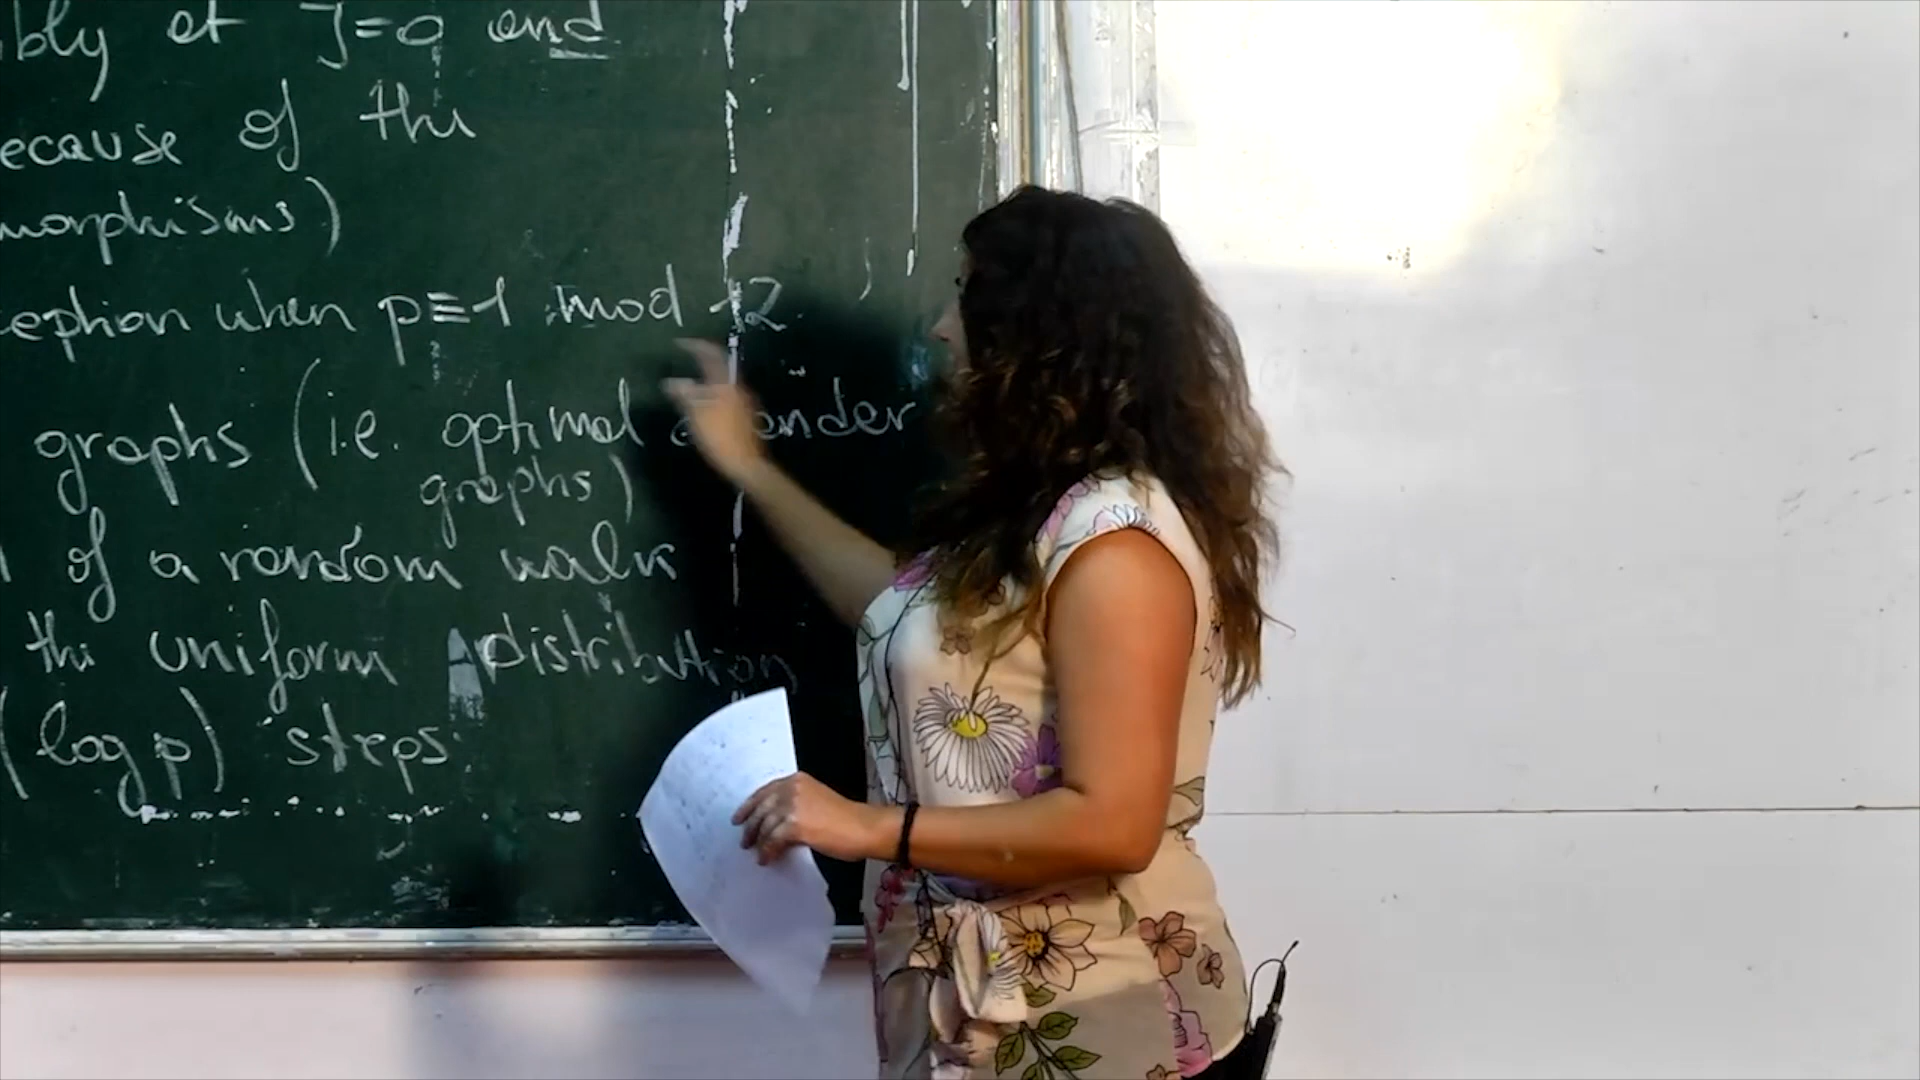 bly at J=0 and
ecause of the
morphisms)
eption when p≡1 mod 12
graphs (i.e. optimal ender
graphs)
of a random walk
the uniform distribution
(log p) steps